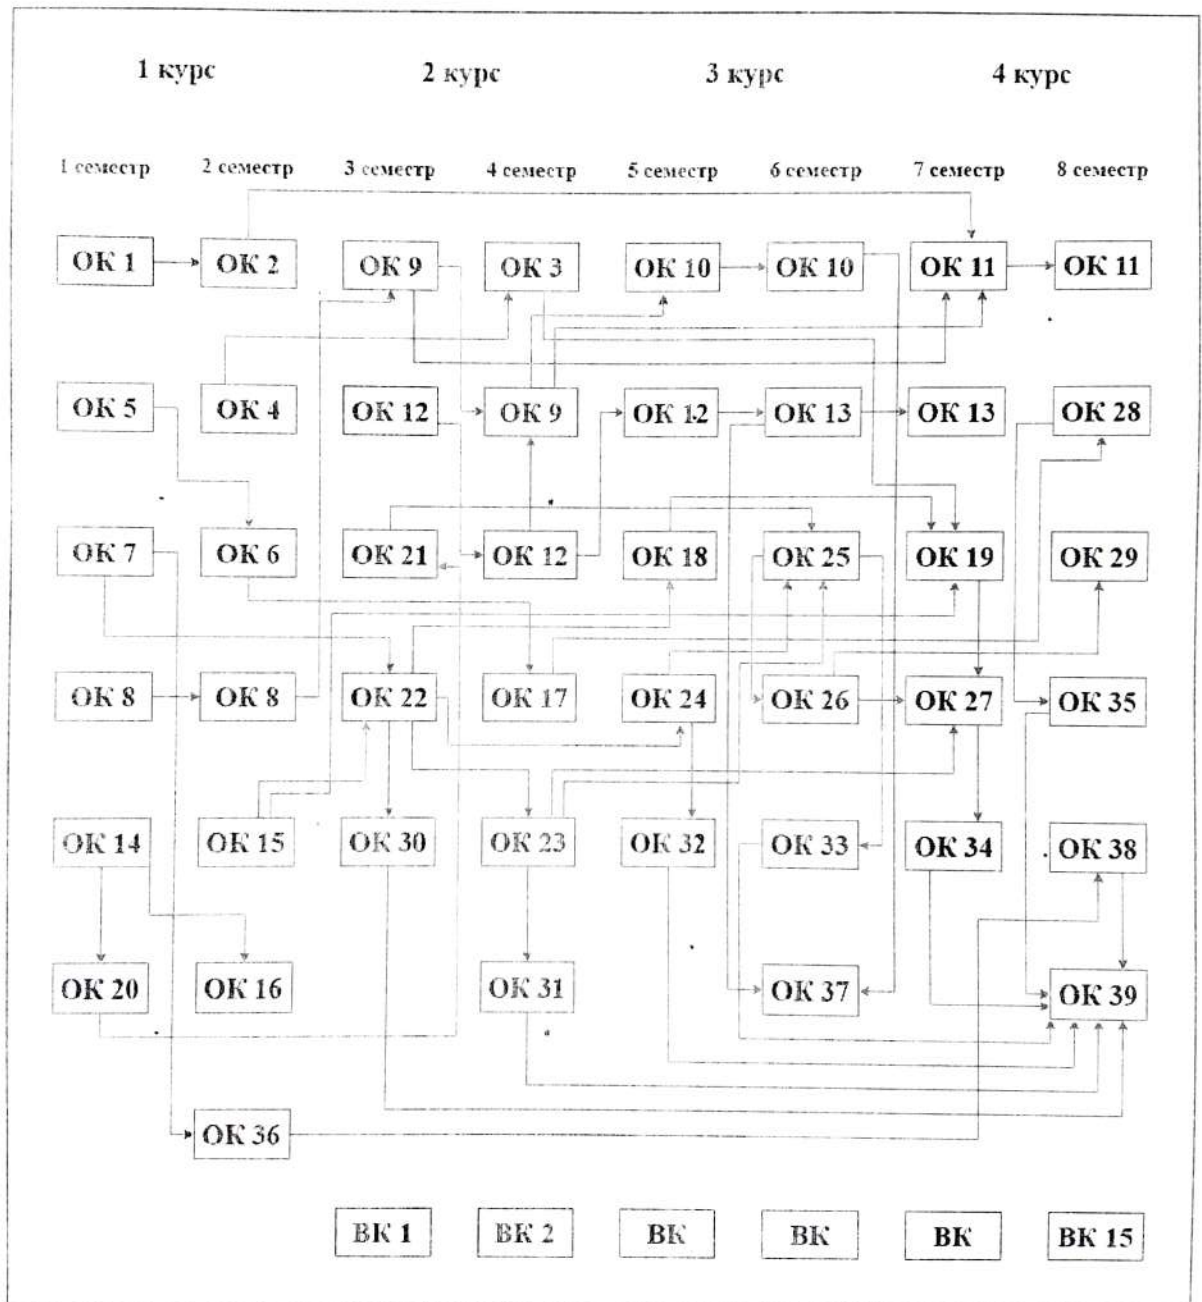 1 курс 2 курс 3 курс 4 курс
1 семестр 2 семестр 3 семестр 4 семестр 5 семестр 6 семестр 7 семестр 8 семестр
ОК 1 ОК 2 ОК 9 ОК 3 ОК 10 ОК 10 ОК 11 ОК 11
ОК 5 ОК 4 ОК 12 ОК 9 ОК 12 ОК 13 ОК 13 ОК 28
ОК 7 ОК 6 ОК 21 ОК 12 ОК 18 ОК 25 ОК 19 ОК 29
ОК 8 ОК 8 ОК 22 ОК 17 ОК 24 ОК 26 ОК 27 ОК 35
ОК 14 ОК 15 ОК 30 ОК 23 ОК 32 ОК 33 ОК 34 ОК 38
ОК 20 ОК 16 ОК 31 ОК 37 ОК 39
ОК 36
ВК 1 ВК 2 ВК ВК ВК ВК 15